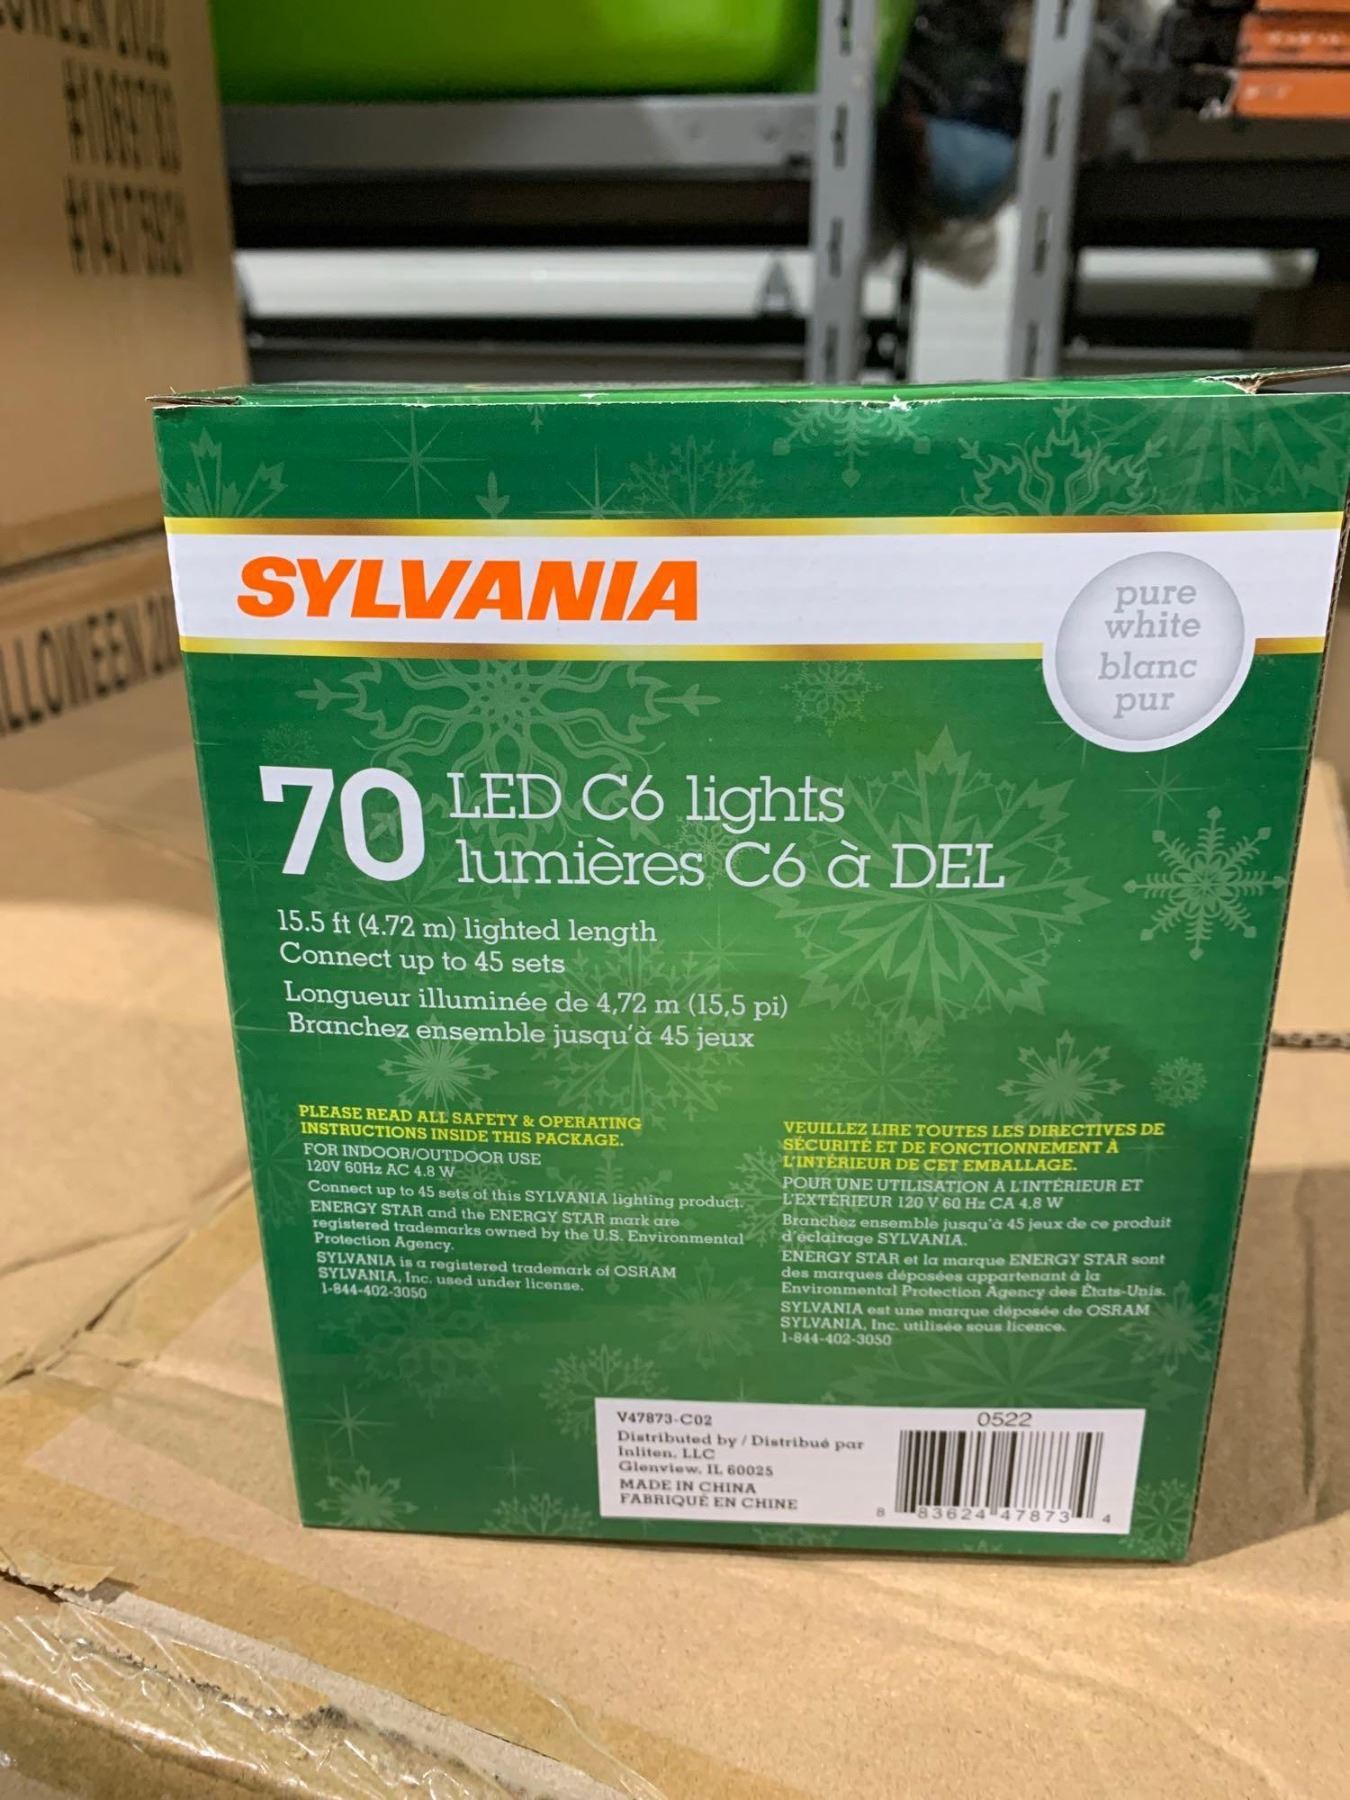 SYLVANIA
pure
white
blanc
pur
70 LED C6 lights
lumières C6 à DEL
15.5 ft (4.72 m) lighted length
Connect up to 45 sets
Longueur illuminée de 4,72 m (15,5 pi)
Branchez ensemble jusqu'à 45 jeux
PLEASE READ ALL SAFETY & OPERATING
INSTRUCTIONS INSIDE THIS PACKAGE.
FOR INDOOR/OUTDOOR USE
120V 60Hz AC 4.8 W
Connect up to 45 sets of this SYLVANIA lighting product.
ENERGY STAR and the ENERGY STAR mark are
registered trademarks owned by the U.S. Environmental
Protection Agency.
SYLVANIA is a registered trademark of OSRAM
SYLVANIA, Inc. used under license.
1-844-402-3050
VEUILLEZ LIRE TOUTES LES DIRECTIVES DE
SÉCURITÉ ET DE FONCTIONNEMENT À
L'INTÉRIEUR DE CET EMBALLAGE.
POUR UNE UTILISATION À L'INTÉRIEUR ET
L'EXTÉRIEUR 120 V 60 Hz CA 4,8 W
Branchez ensemble jusqu'à 45 jeux de ce produit
d'éclairage SYLVANIA.
ENERGY STAR et la marque ENERGY STAR sont
des marques déposées appartenant à la
Environmental Protection Agency des États-Unis.
SYLVANIA est une marque déposée de OSRAM
SYLVANIA, Inc. utilisée sous licence.
1-844-402-3050
V47873-C02
Distributed by / Distribué par
Inliten, LLC
Glenview, IL 60025
MADE IN CHINA
FABRIQUÉ EN CHINE
0522
8 83624 47873 4